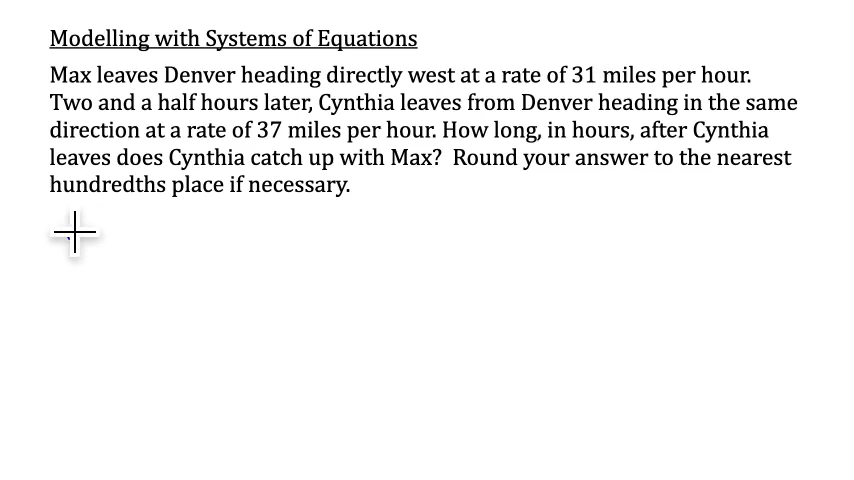 Modelling with Systems of Equations
Max leaves Denver heading directly west at a rate of 31 miles per hour.
Two and a half hours later, Cynthia leaves from Denver heading in the same
direction at a rate of 37 miles per hour. How long, in hours, after Cynthia
leaves does Cynthia catch up with Max?  Round your answer to the nearest
hundredths place if necessary.